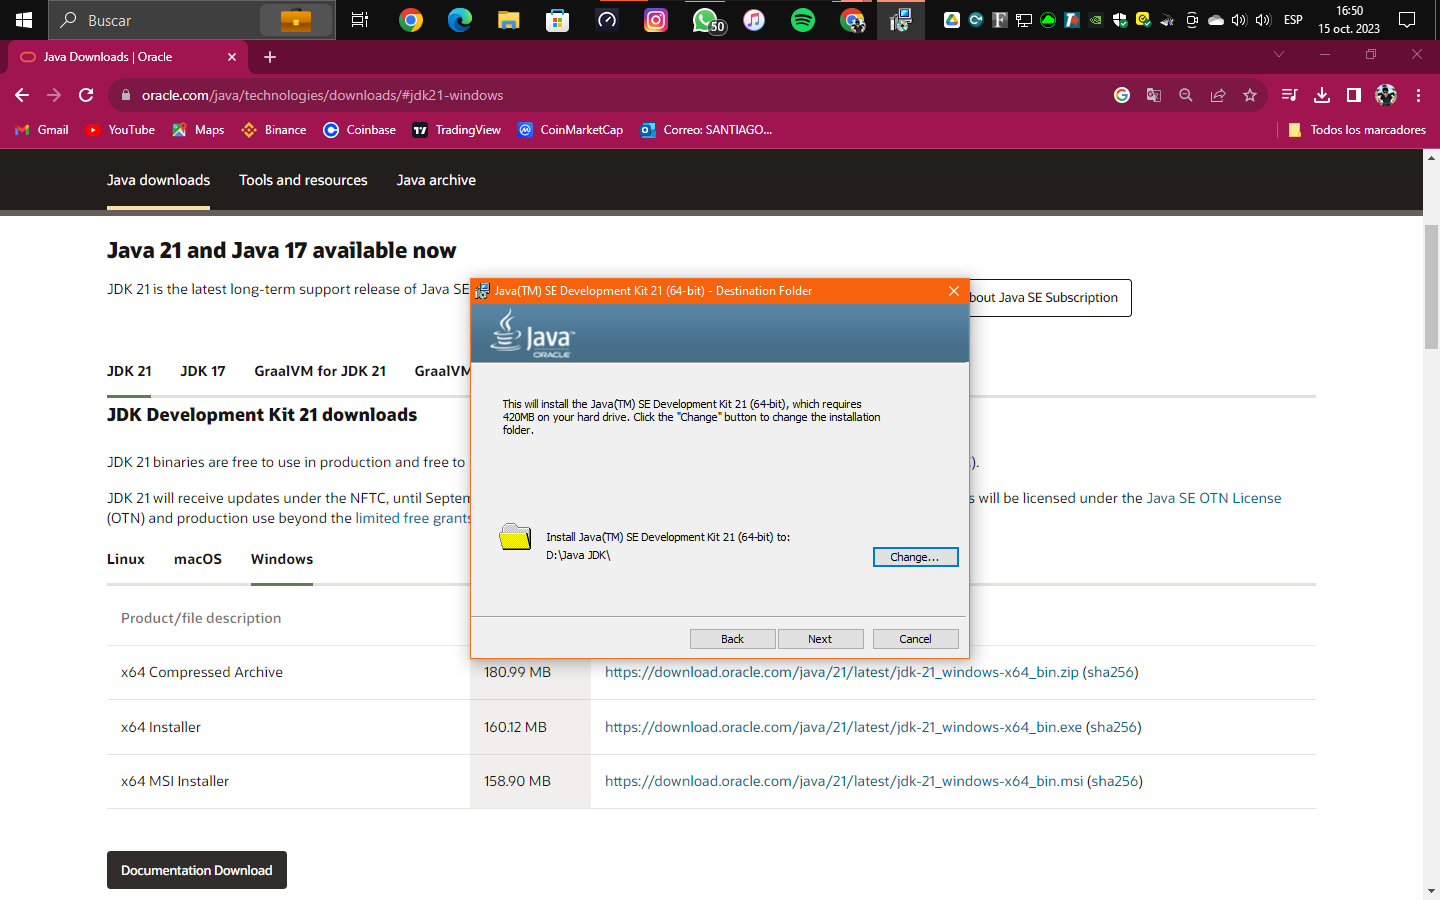 Buscar
50
ESP
16:50
15 oct. 2023
Java Downloads | Oracle
oracle.com/java/technologies/downloads/#jdk21-windows
Gmail
YouTube
Maps
Binance
Coinbase
TradingView
CoinMarketCap
Correo: SANTIAGO...
Todos los marcadores
Java downloads
Tools and resources
Java archive
Java 21 and Java 17 available now
JDK 21 is the latest long-term support release of Java SE
bout Java SE Subscription
JDK 21
JDK 17
GraalVM for JDK 21
GraalVM
JDK Development Kit 21 downloads
JDK 21 binaries are free to use in production and free to
).
JDK 21 will receive updates under the NFTC, until Septem
s will be licensed under the Java SE OTN License
(OTN) and production use beyond the limited free grants
Linux
macOS
Windows
Product/file description
x64 Compressed Archive
180.99 MB
https://download.oracle.com/java/21/latest/jdk-21_windows-x64_bin.zip (sha256)
x64 Installer
160.12 MB
https://download.oracle.com/java/21/latest/jdk-21_windows-x64_bin.exe (sha256)
x64 MSI Installer
158.90 MB
https://download.oracle.com/java/21/latest/jdk-21_windows-x64_bin.msi (sha256)
Documentation Download
Java(TM) SE Development Kit 21 (64-bit) - Destination Folder
Java™
ORACLE
This will install the Java(TM) SE Development Kit 21 (64-bit), which requires
420MB on your hard drive. Click the "Change" button to change the installation
folder.
Install Java(TM) SE Development Kit 21 (64-bit) to:
D:\Java JDK\
Change...
Back
Next
Cancel